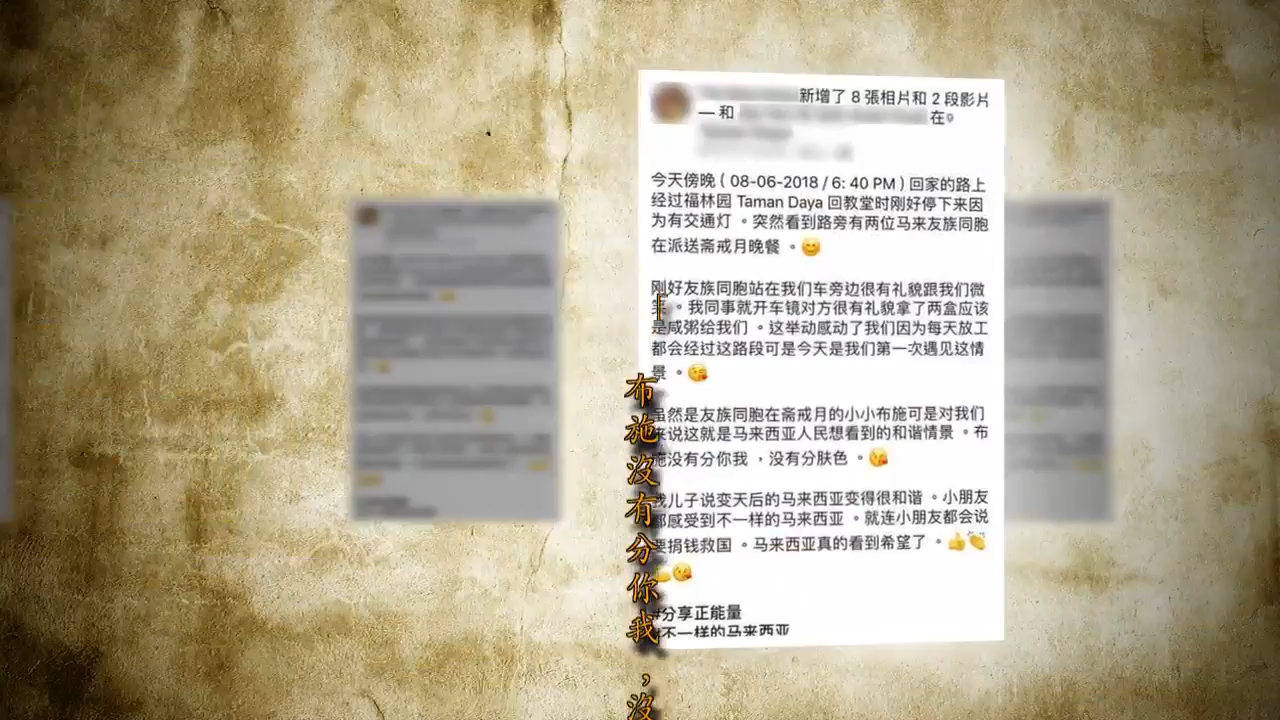 新增了 8 張相片和 2 段影片
— 和
在
今天傍晚 ( 08-06-2018 / 6: 40 PM ) 回家的路上
经过福林园 Taman Daya 回教堂时刚好停下来因
为有交通灯 。突然看到路旁有两位马来友族同胞
在派送斋戒月晚餐 。😊
刚好友族同胞站在我们车旁边很有礼貌跟我们微
。我同事就开车镜对方很有礼貌拿了两盒应该
是咸粥给我们 。这举动感动了我们因为每天放工
都会经过这路段可是今天是我们第一次遇见这情
景 。😘
虽然是友族同胞在斋戒月的小小布施可是对我们
来说这就是马来西亚人民想看到的和谐情景 。布
施没有分你我 ，没有分肤色 。😘
我儿子说变天后的马来西亚变得很和谐 。小朋友
都感受到不一样的马来西亚 。就连小朋友都会说
要捐钱救国 。马来西亚真的看到希望了 。👍👏
😘
#分享正能量
#不一样的马来西亚
布施沒有分你我，沒